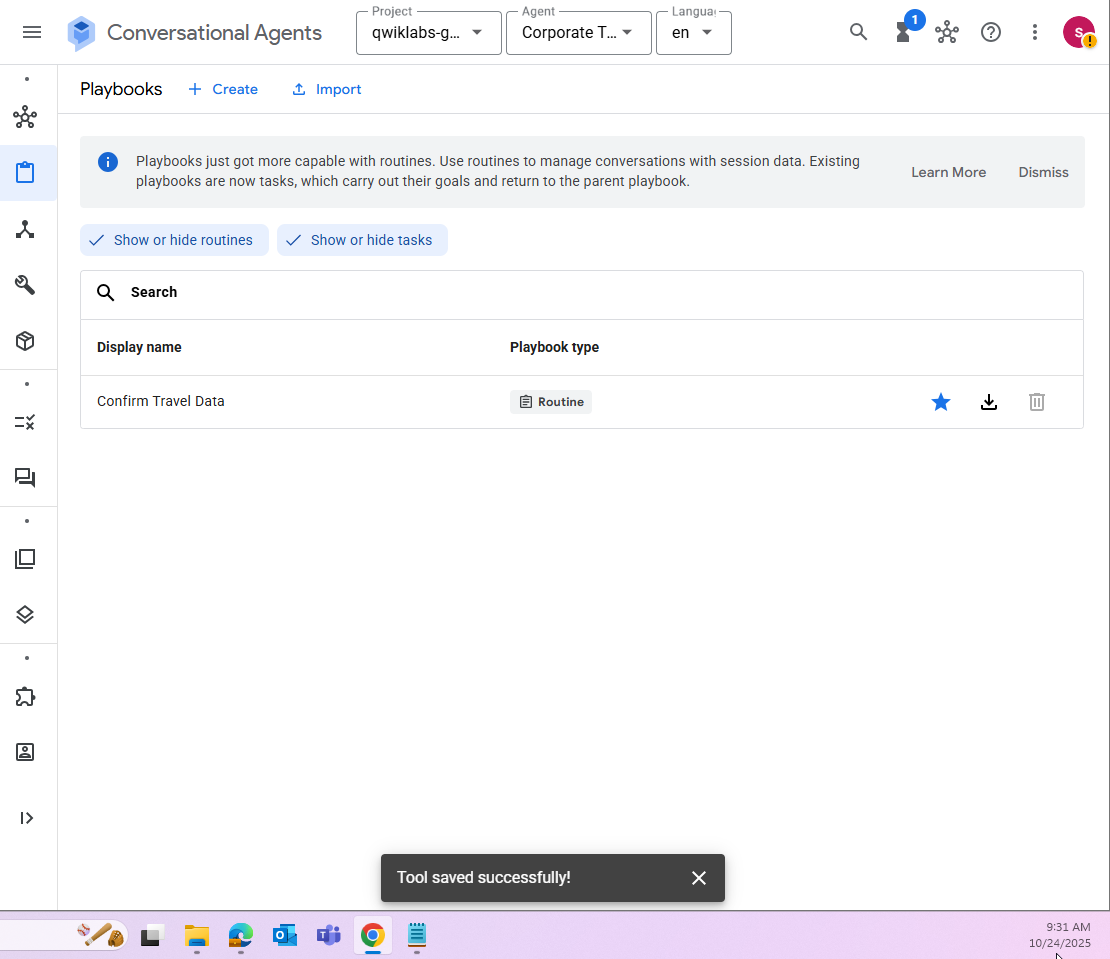 Conversational Agents
Project
qwiklabs-g...
Agent
Corporate T...
Languag
en
1
s
Playbooks
Create
Import
Playbooks just got more capable with routines. Use routines to manage conversations with session data. Existing
playbooks are now tasks, which carry out their goals and return to the parent playbook.
Learn More
Dismiss
Show or hide routines
Show or hide tasks
Search
Display name
Playbook type
Confirm Travel Data
Routine
Tool saved successfully!
9:31 AM
10/24/2025